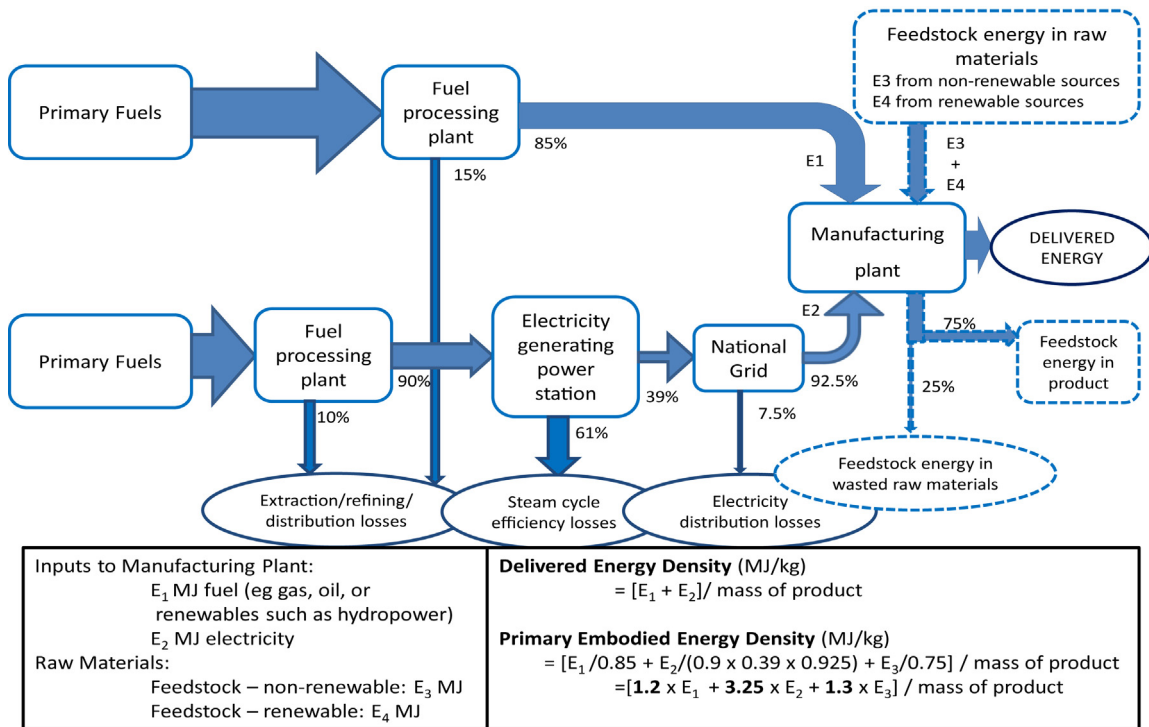 Primary Fuels
Fuel
processing
plant
85%
15%
E1
Feedstock energy in raw
materials
E3 from non-renewable sources
E4 from renewable sources
E3
+
E4
Manufacturing
plant
DELIVERED
ENERGY
Primary Fuels
Fuel
processing
plant
90%
10%
Electricity
generating
power
station
39%
61%
National
Grid
92.5%
7.5%
E2
75%
25%
Feedstock
energy in
product
Extraction/refining/
distribution losses
Steam cycle
efficiency losses
Electricity
distribution losses
Feedstock energy in
wasted raw materials
Inputs to Manufacturing Plant:
E₁ MJ fuel (eg gas, oil, or
renewables such as hydropower)
E₂ MJ electricity
Raw Materials:
Feedstock – non-renewable: E₃ MJ
Feedstock – renewable: E₄ MJ
Delivered Energy Density (MJ/kg)
= [E₁ + E₂]/ mass of product
Primary Embodied Energy Density (MJ/kg)
= [E₁/0.85 + E₂/(0.9 x 0.39 x 0.925) + E₃/0.75] / mass of product
=[1.2 x E₁ + 3.25 x E₂ + 1.3 x E₃] / mass of product